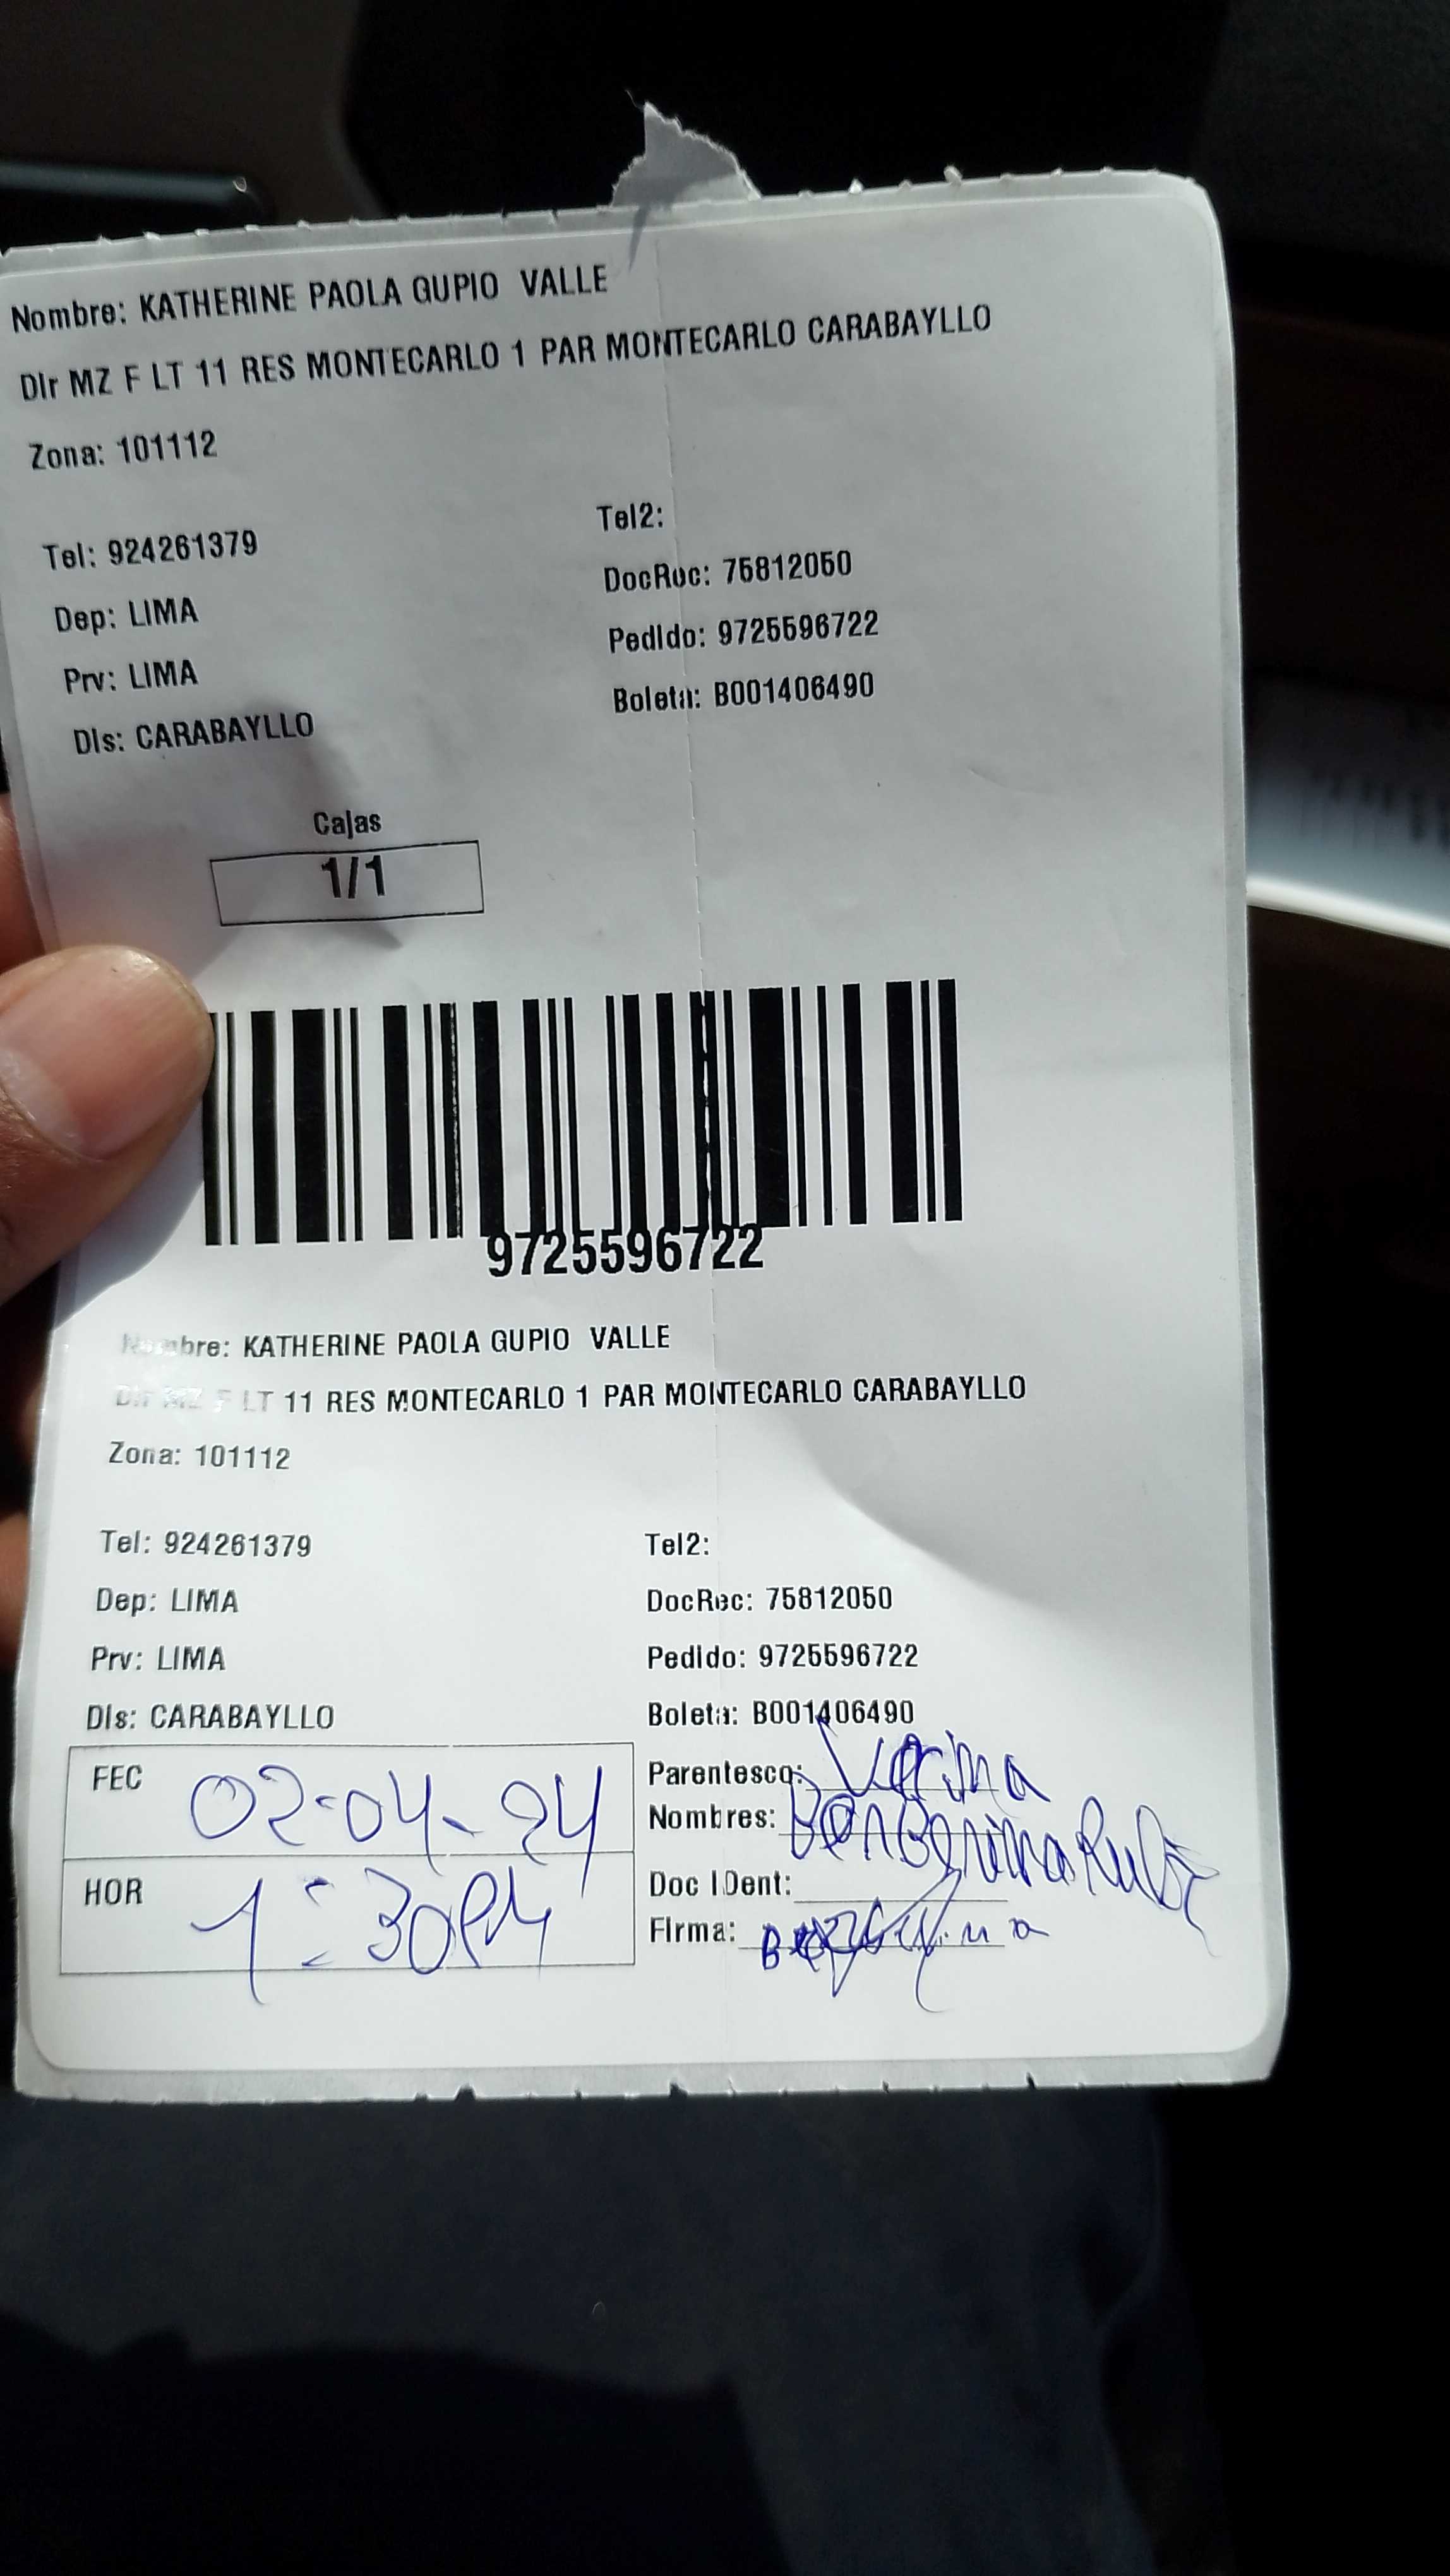 Nombre: KATHERINE PAOLA GUPIO VALLE
Dir MZ F LT 11 RES MONTECARLO 1 PAR MONTECARLO CARABAYLLO
Zona: 101112
Tel: 924261379
Tel2:
Dep: LIMA
DocRec: 75812050
Prv: LIMA
Pedido: 9725596722
Dis: CARABAYLLO
Boleta: B001406490
Cajas
1/1
9725596722
Nombre: KATHERINE PAOLA GUPIO VALLE
Dir MZ F LT 11 RES MONTECARLO 1 PAR MONTECARLO CARABAYLLO
Zona: 101112
Tel: 924261379
Tel2:
Dep: LIMA
DocRec: 75812050
Prv: LIMA
Pedido: 9725596722
Dis: CARABAYLLO
Boleta: B001406490
FEC 02-04-24
Parentesco:
Nombres:
HOR 1:30PM
Doc IDent:
Firma: